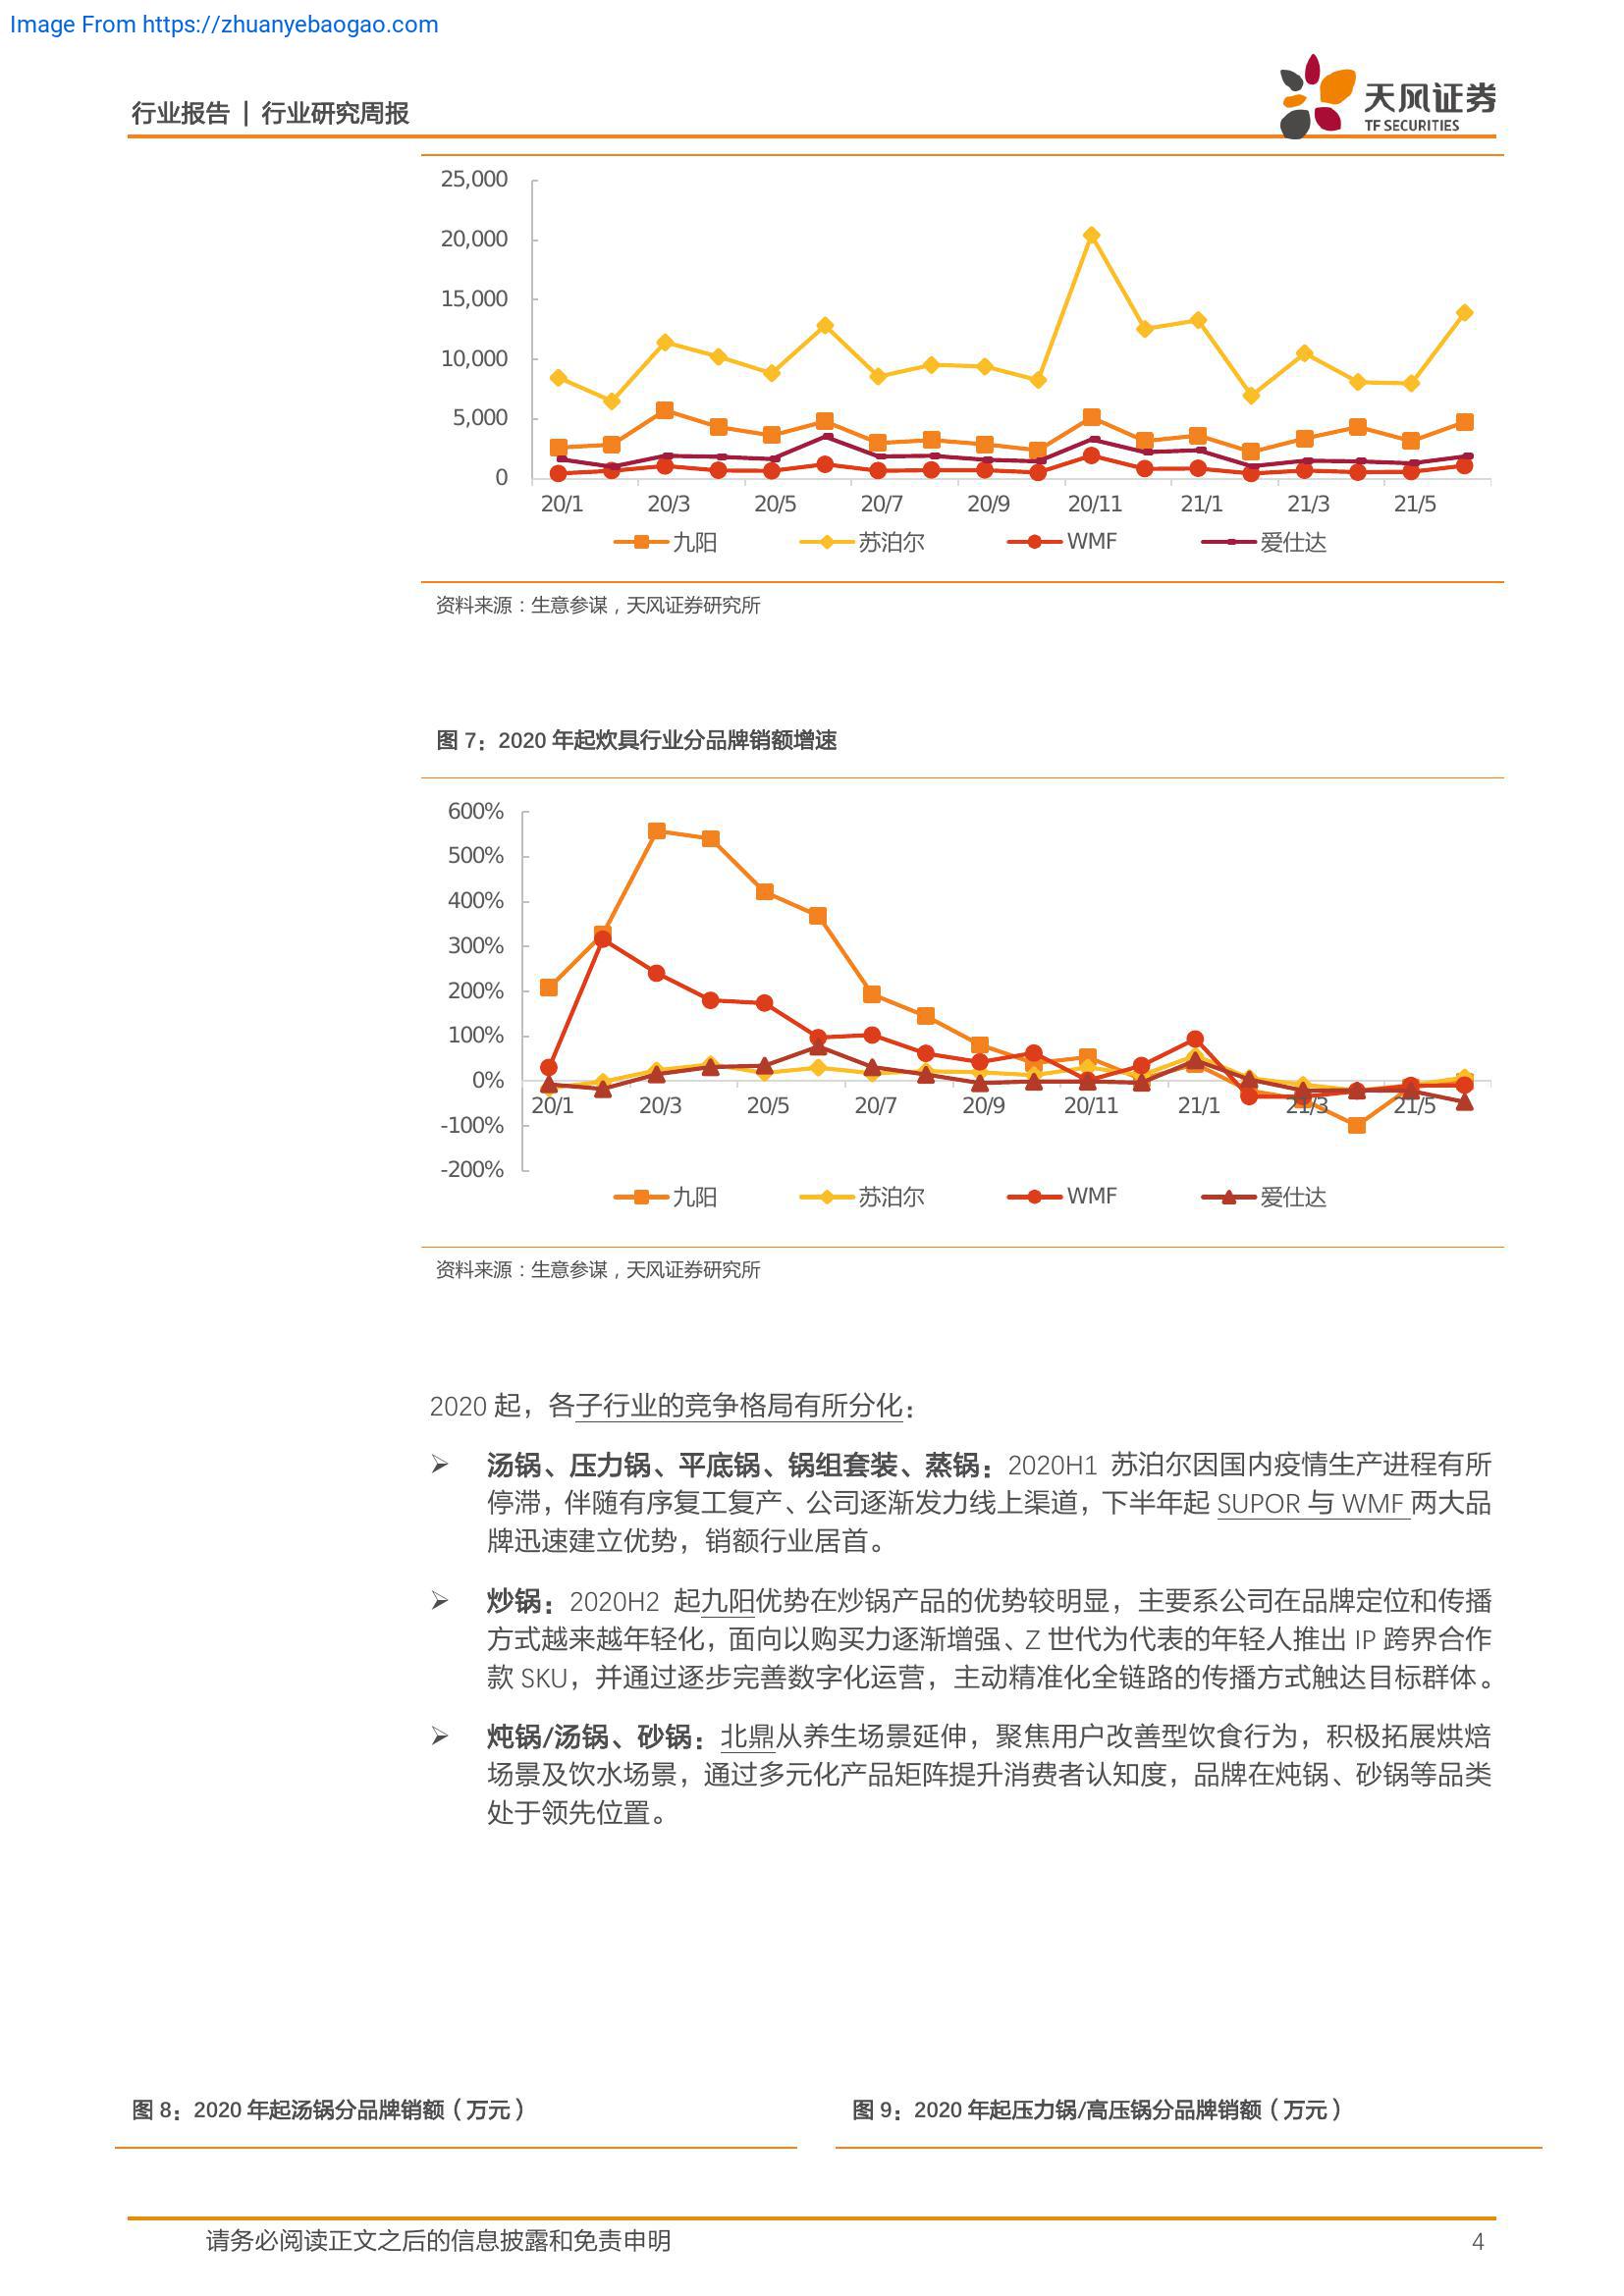 Image From https://zhuanyebaogao.com
行业报告 | 行业研究周报
天风证券
TF SECURITIES
25,000
20,000
15,000
10,000
5,000
0
20/1 20/3 20/5 20/7 20/9 20/11 21/1 21/3 21/5
九阳 苏泊尔 WMF 爱仕达
资料来源：生意参谋，天风证券研究所
图 7：2020 年起炊具行业分品牌销额增速
600%
500%
400%
300%
200%
100%
0%
20/1 20/3 20/5 20/7 20/9 20/11 21/1 21/3 21/5
-100%
-200%
九阳 苏泊尔 WMF 爱仕达
资料来源：生意参谋，天风证券研究所
2020 起，各子行业的竞争格局有所分化：
➢ 汤锅、压力锅、平底锅、锅组套装、蒸锅：2020H1 苏泊尔因国内疫情生产进程有所
停滞，伴随有序复工复产、公司逐渐发力线上渠道，下半年起 SUPOR 与 WMF 两大品
牌迅速建立优势，销额行业居首。
➢ 炒锅：2020H2 起九阳优势在炒锅产品的优势较明显，主要系公司在品牌定位和传播
方式越来越年轻化，面向以购买力逐渐增强、Z 世代为代表的年轻人推出 IP 跨界合作
款 SKU，并通过逐步完善数字化运营，主动精准化全链路的传播方式触达目标群体。
➢ 炖锅/汤锅、砂锅：北鼎从养生场景延伸，聚焦用户改善型饮食行为，积极拓展烘焙
场景及饮水场景，通过多元化产品矩阵提升消费者认知度，品牌在炖锅、砂锅等品类
处于领先位置。
图 8：2020 年起汤锅分品牌销额（万元）
图 9：2020 年起压力锅/高压锅分品牌销额（万元）
请务必阅读正文之后的信息披露和免责申明
4